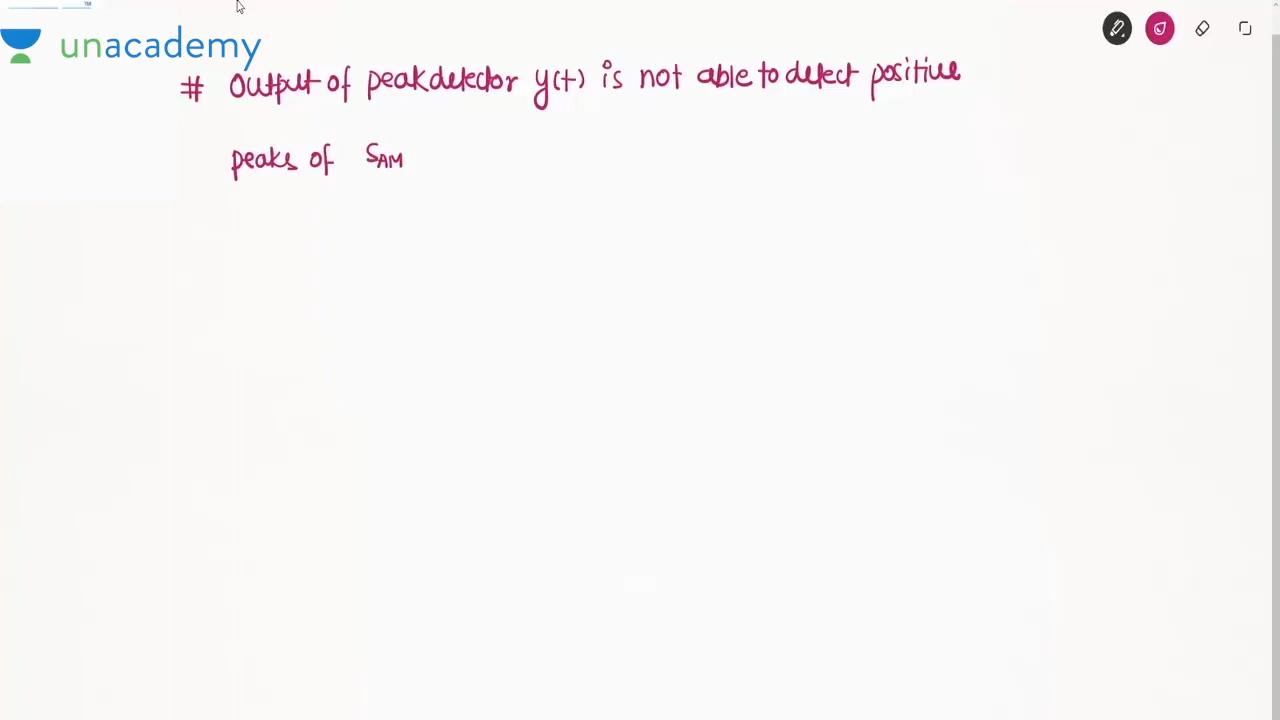 unacademy
# Output of peak detector y(t) is not able to detect positive
peaks of SAM